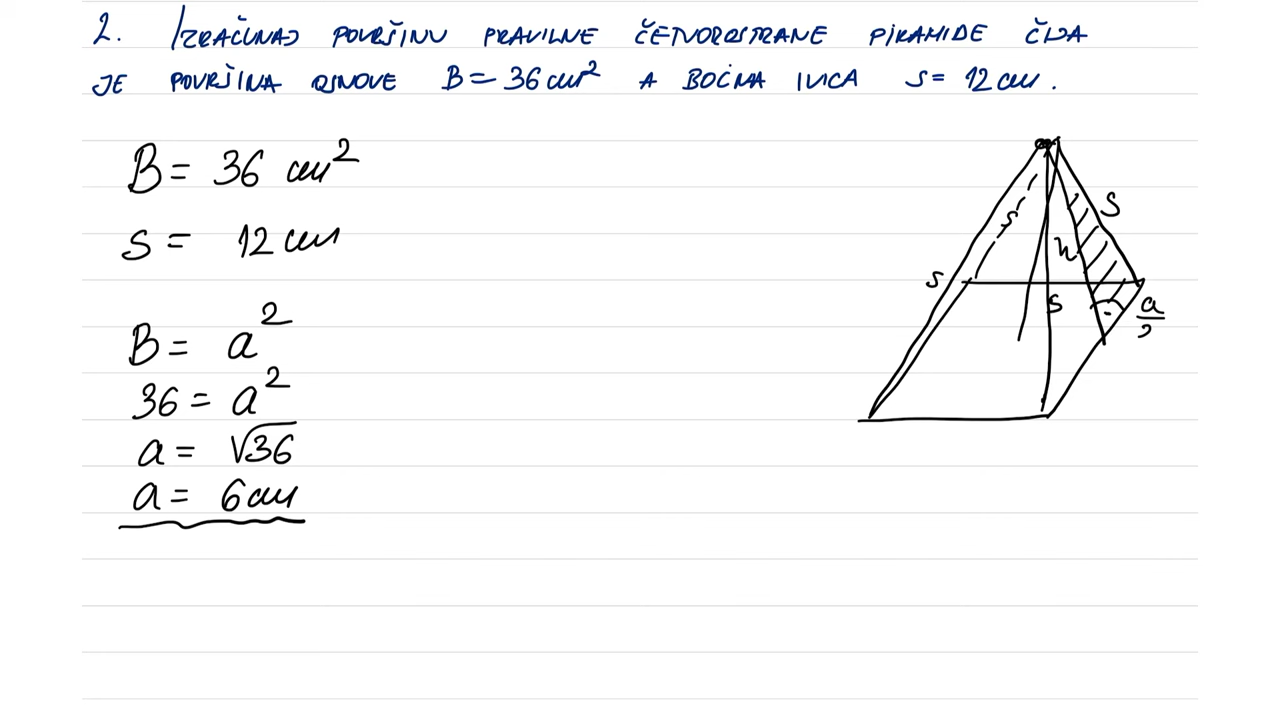 2. IZRAČUNAJ POVRŠINU PRAVILNE ČETVOROSTRANE PIRAMIDE ČIJA
JE POVRŠINA OSNOVE B = 36 cm² A BOČNA IVICA s = 12 cm.
B = 36 cm²
s = 12 cm
B = a²
36 = a²
a = √36
a = 6 cm
s
s
h
s
s
a/2